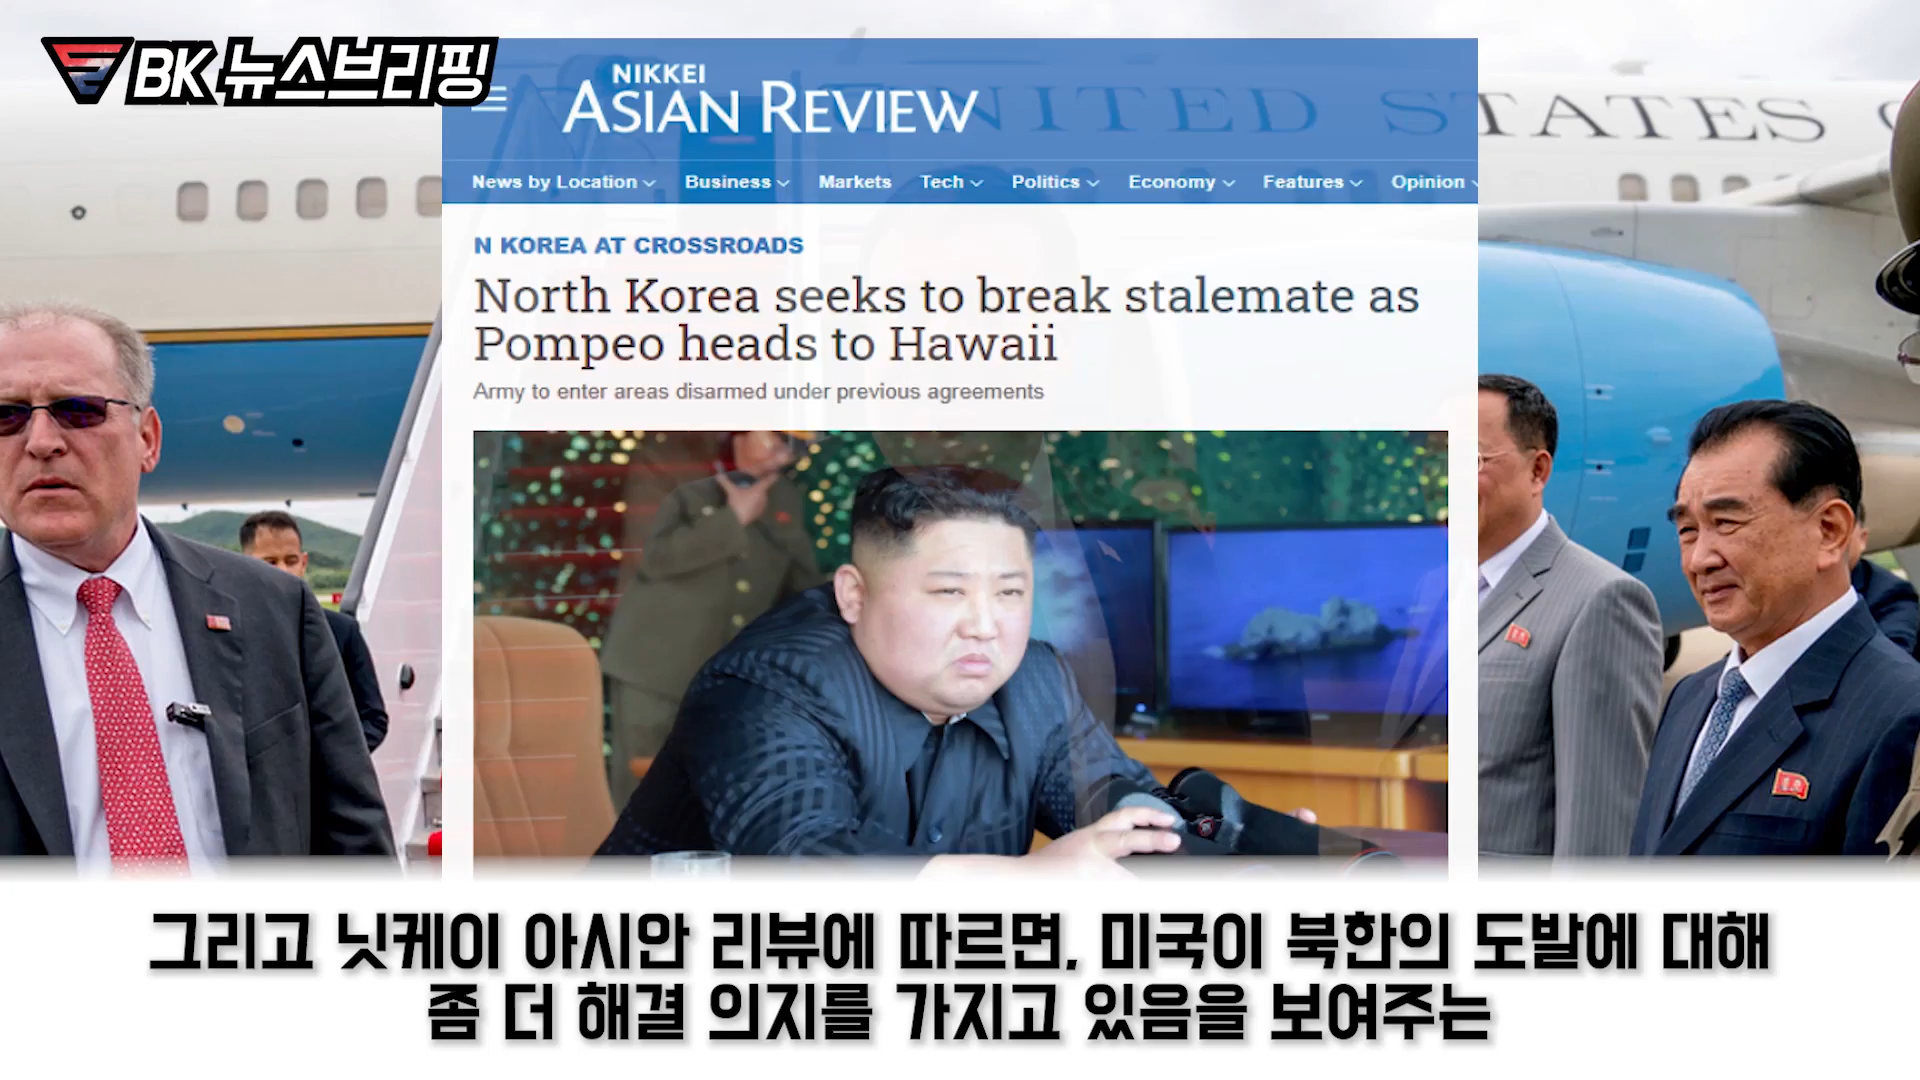 BK 뉴스브리핑
NIKKEI
ASIAN REVIEW
UNITED STATES O
News by Location Business Markets Tech Politics Economy Features Opinion
N KOREA AT CROSSROADS
North Korea seeks to break stalemate as
Pompeo heads to Hawaii
Army to enter areas disarmed under previous agreements
그리고 닛케이 아시안 리뷰에 따르면, 미국이 북한의 도발에 대해
좀 더 해결 의지를 가지고 있음을 보여주는